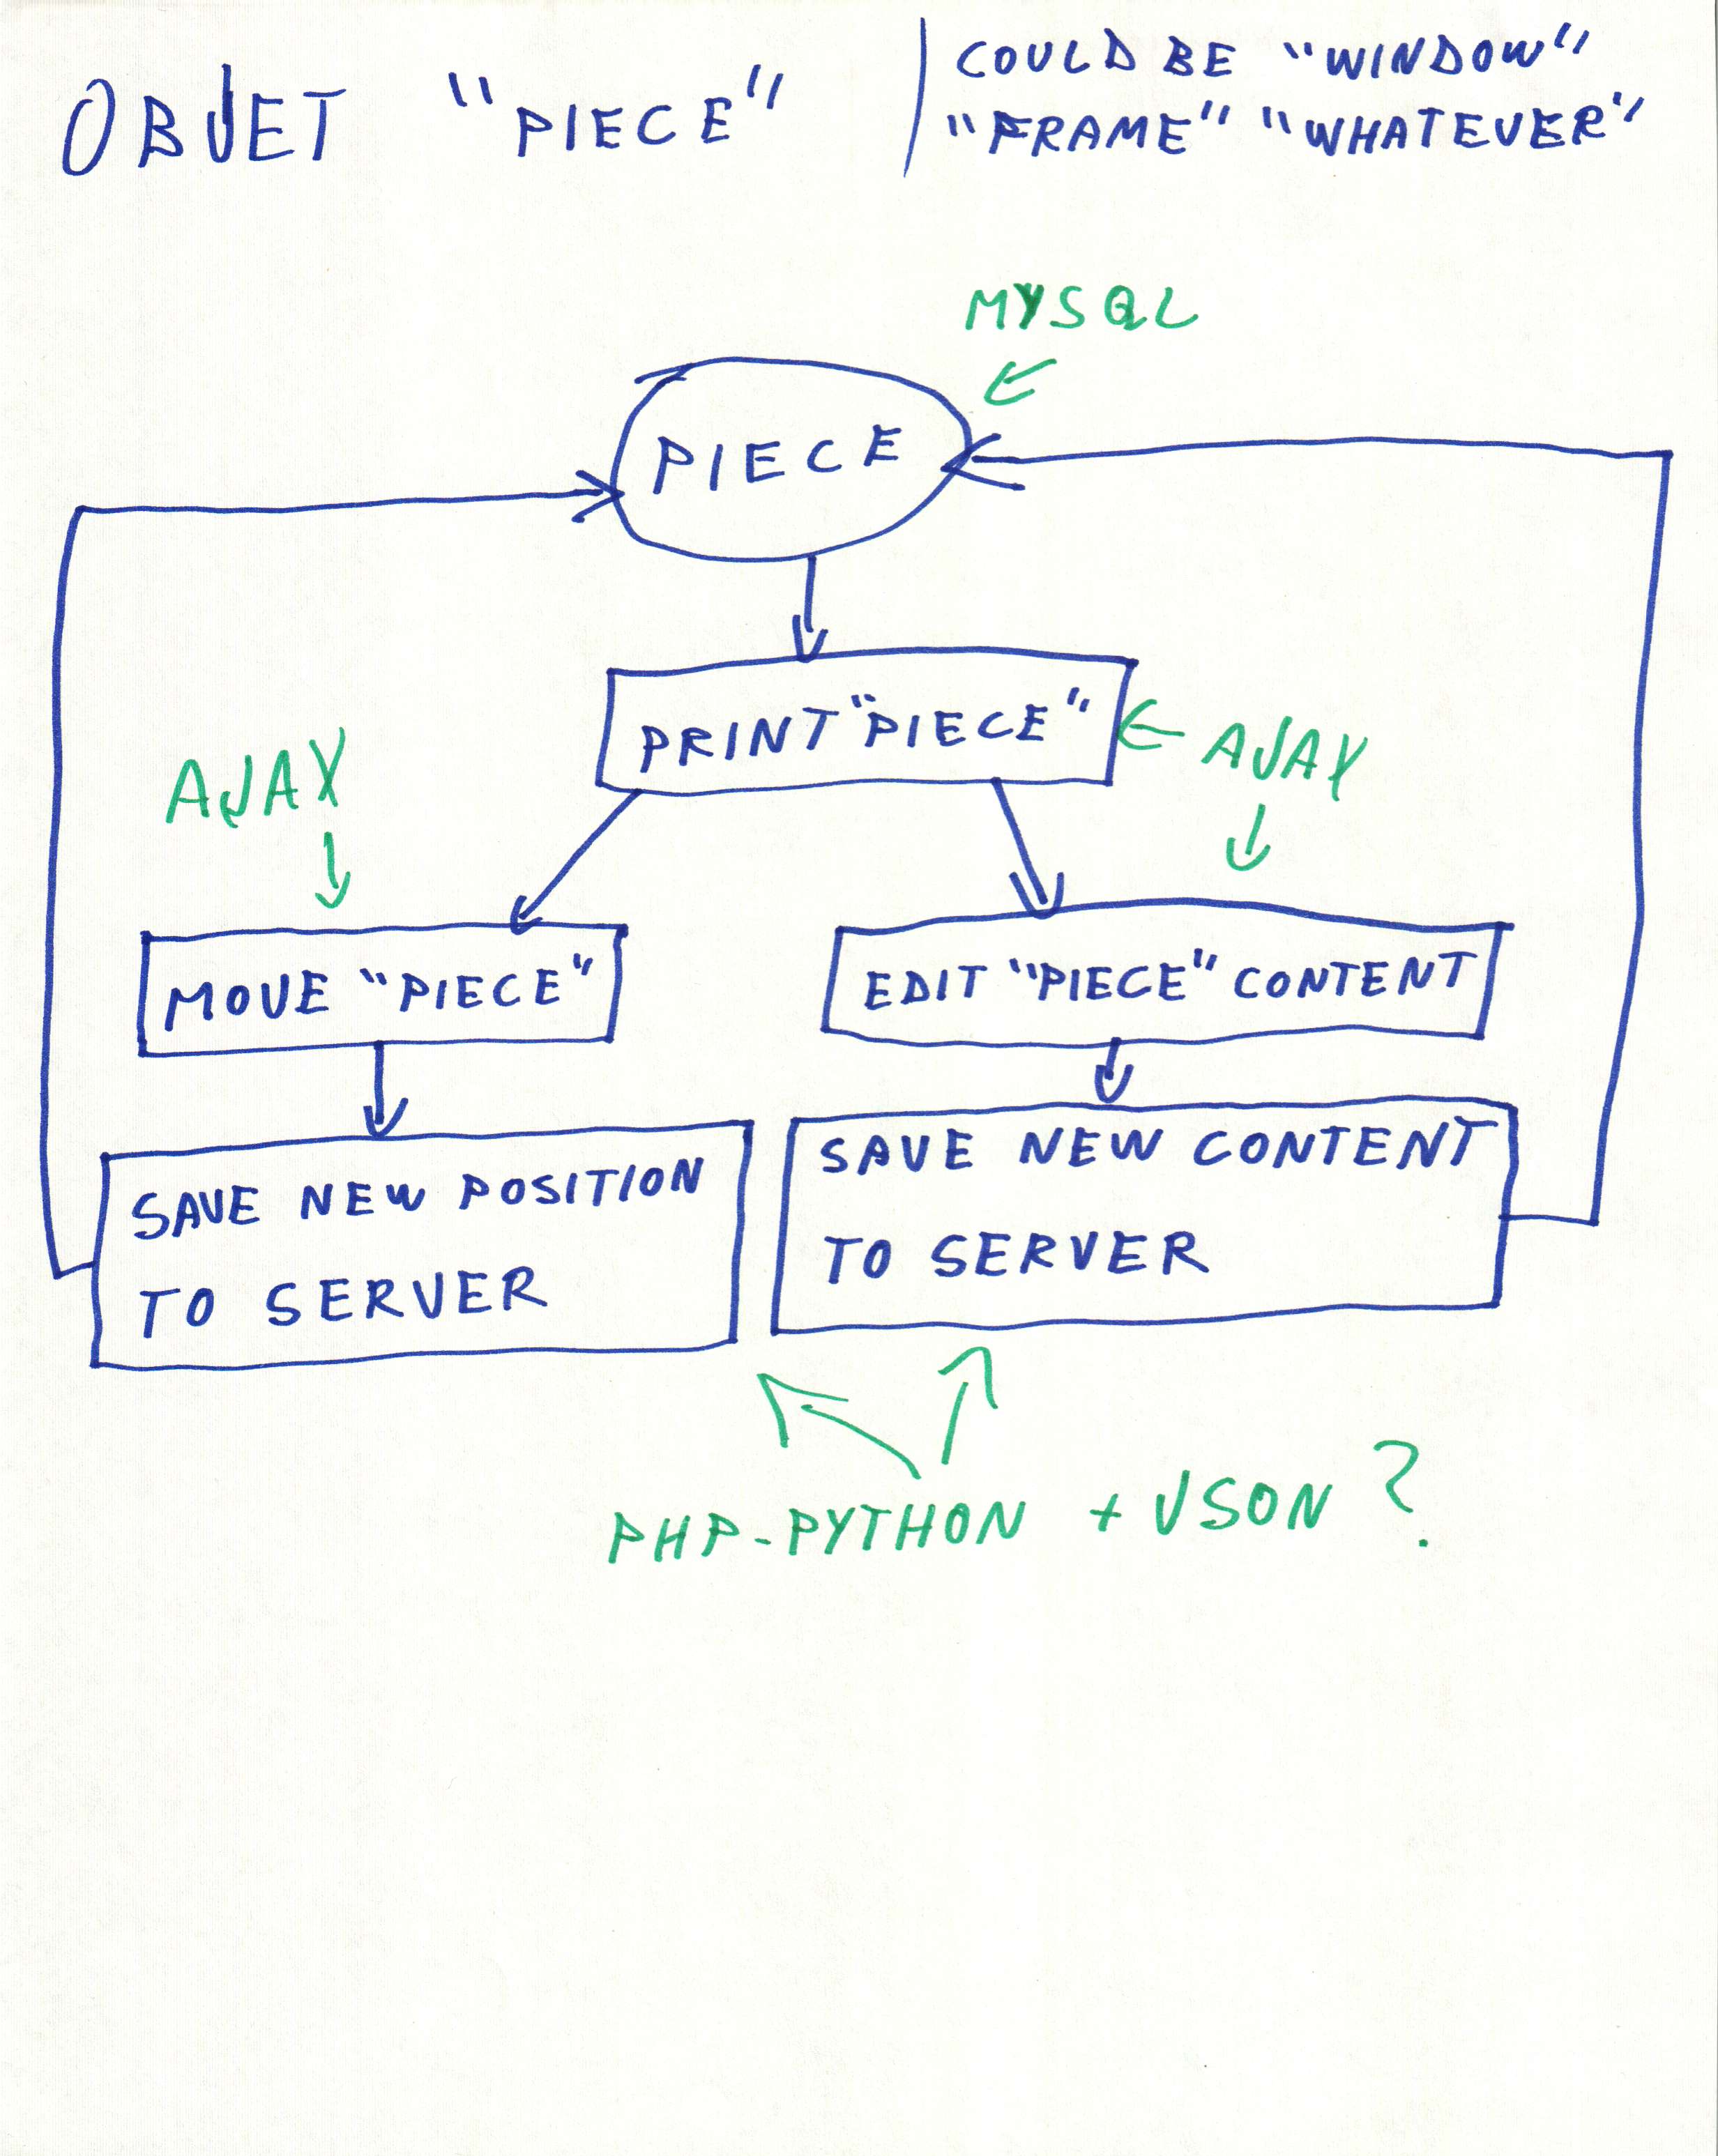 OBJET "PIECE"
COULD BE "WINDOW"
"FRAME" "WHATEVER"
MYSQL
PIECE
PRINT "PIECE"
AJAX
AJAX
MOVE "PIECE"
EDIT "PIECE" CONTENT
SAVE NEW POSITION
TO SERVER
SAVE NEW CONTENT
TO SERVER
PHP-PYTHON + JSON ?